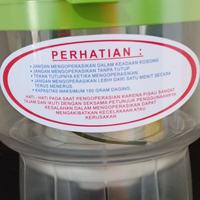 PERHATIAN :
• JANGAN MENGOPERASIKAN DALAM KEADAAN KOSONG
• JANGAN MENGOPERASIKAN TANPA TUTUP.
• TEKAN TUTUPNYA KETIKA MENGOPERASIKAN.
• JANGAN MENGOPERASIKAN LEBIH DARI SATU MENIT SECARA
TERUS MENERUS.
• KAPASITAS MAKSIMUM 100 GRAM DAGING.
HATI - HATI PADA SAAT PENGOPERASIAN KARENA PISAU SANGAT
TAJAM DAN IKUTI DENGAN SEKSAMA PETUNJUK PENGGUNAANNYA
KESALAHAN DALAM MENGOPERASIKAN DAPAT
MENGAKIBATKAN KECELAKAAN ATAU
KERUSAKAN